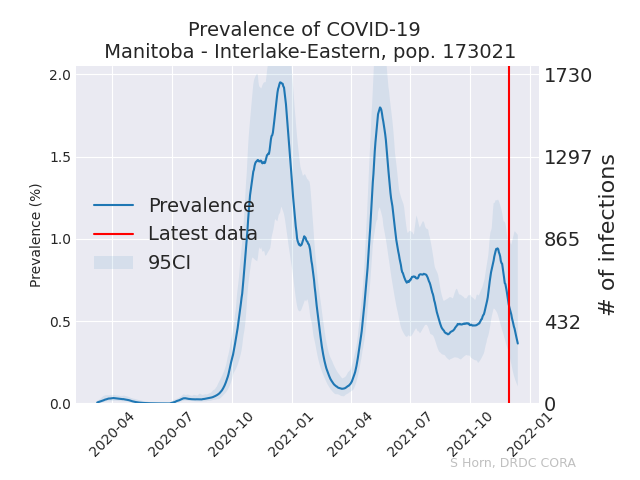 Prevalence of COVID-19
Manitoba - Interlake-Eastern, pop. 173021
2.0
1.5
1.0
0.5
0.0
Prevalence (%)
Prevalence
Latest data
95CI
1730
1297
865
432
0
# of infections
2020-04
2020-07
2020-10
2021-01
2021-04
2021-07
2021-10
2022-01
S Horn, DRDC CORA